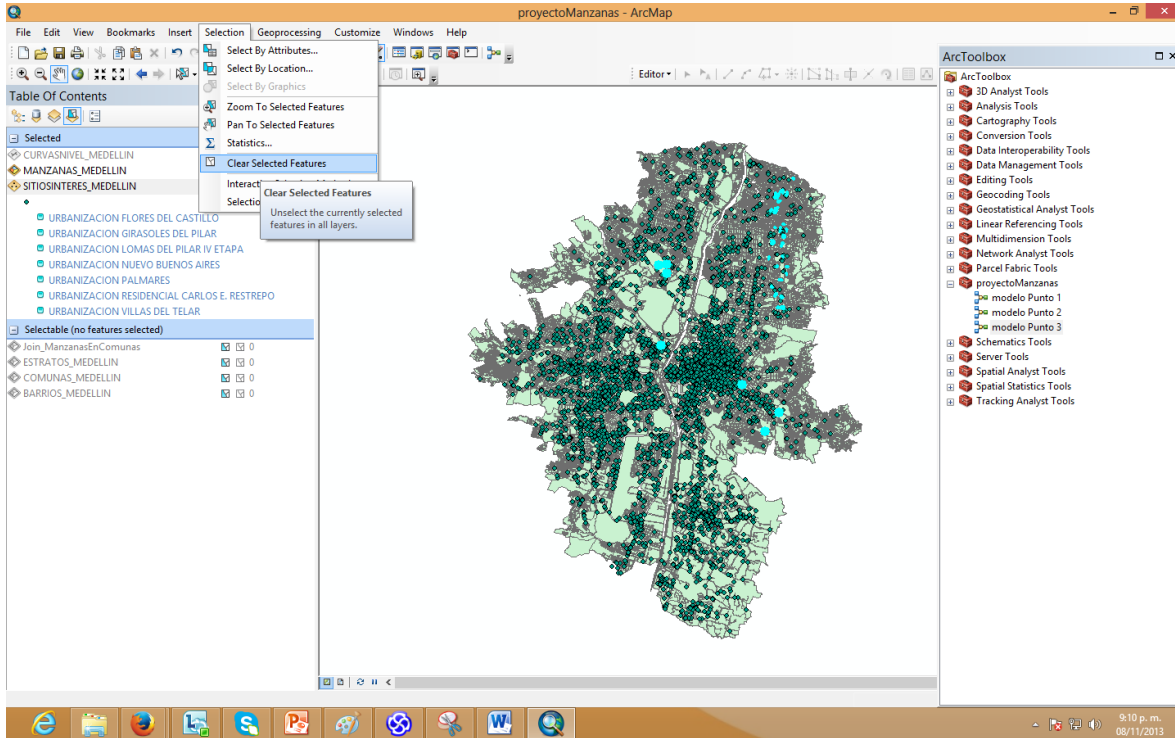 proyectoManzanas - ArcMap
File Edit View Bookmarks Insert Selection Geoprocessing Customize Windows Help
Editor
Table Of Contents
Selected
CURVASNIVEL_MEDELLIN
MANZANAS_MEDELLIN
SITIOSINTERES_MEDELLIN
URBANIZACION FLORES DEL CASTILLO
URBANIZACION GIRASOLES DEL PILAR
URBANIZACION LOMAS DEL PILAR IV ETAPA
URBANIZACION NUEVO BUENOS AIRES
URBANIZACION PALMARES
URBANIZACION RESIDENCIAL CARLOS E. RESTREPO
URBANIZACION VILLAS DEL TELAR
Selectable (no features selected)
Join_ManzanasEnComunas 0
ESTRATOS_MEDELLIN 0
COMUNAS_MEDELLIN 0
BARRIOS_MEDELLIN 0
Select By Attributes...
Select By Location...
Select By Graphics
Zoom To Selected Features
Pan To Selected Features
Statistics...
Clear Selected Features
Clear Selected Features
Unselect the currently selected
features in all layers.
ArcToolbox
ArcToolbox
3D Analyst Tools
Analysis Tools
Cartography Tools
Conversion Tools
Data Interoperability Tools
Data Management Tools
Editing Tools
Geocoding Tools
Geostatistical Analyst Tools
Linear Referencing Tools
Multidimension Tools
Network Analyst Tools
Parcel Fabric Tools
proyectoManzanas
modelo Punto 1
modelo Punto 2
modelo Punto 3
Schematics Tools
Server Tools
Spatial Analyst Tools
Spatial Statistics Tools
Tracking Analyst Tools
9:10 p. m.
08/11/2013